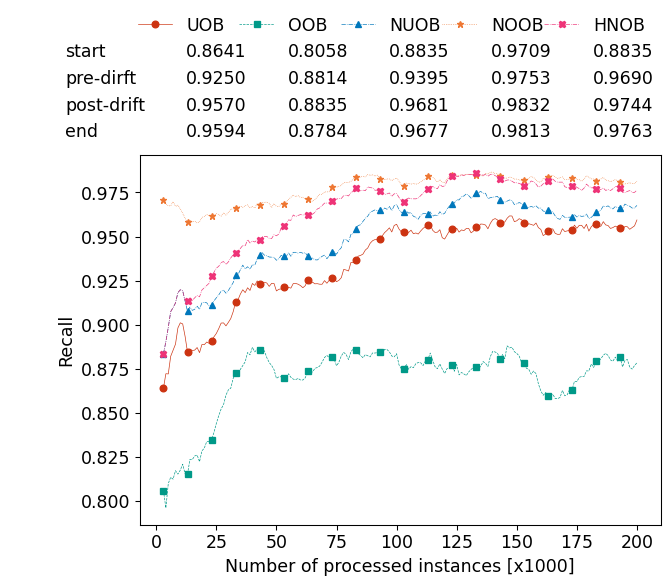 UOB OOB NUOB NOOB HNOB
start 0.8641 0.8058 0.8835 0.9709 0.8835
pre-dirft 0.9250 0.8814 0.9395 0.9753 0.9690
post-drift 0.9570 0.8835 0.9681 0.9832 0.9744
end 0.9594 0.8784 0.9677 0.9813 0.9763
0.975
0.950
0.925
0.900
0.875
0.850
0.825
0.800
Recall
0 25 50 75 100 125 150 175 200
Number of processed instances [x1000]